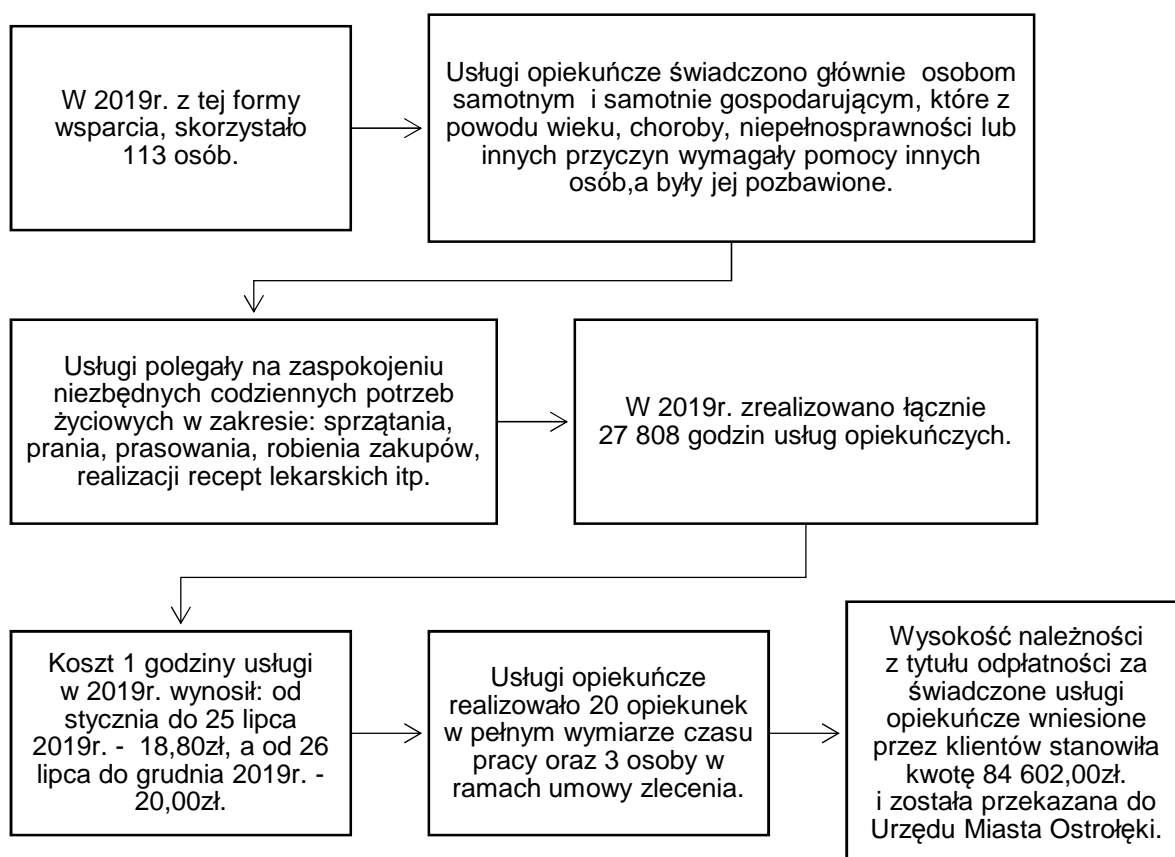 W 2019r. z tej formy
wsparcia, skorzystało
113 osób.
Usługi opiekuńcze świadczono głównie  osobom
samotnym  i samotnie gospodarującym, które z
powodu wieku, choroby, niepełnosprawności lub
innych przyczyn wymagały pomocy innych
osób,a były jej pozbawione.
Usługi polegały na zaspokojeniu
niezbędnych codziennych potrzeb
życiowych w zakresie: sprzątania,
prania, prasowania, robienia zakupów,
realizacji recept lekarskich itp.
W 2019r. zrealizowano łącznie
27 808 godzin usług opiekuńczych.
Koszt 1 godziny usługi
w 2019r. wynosił: od
stycznia do 25 lipca
2019r. -  18,80zł, a od 26
lipca do grudnia 2019r. -
20,00zł.
Usługi opiekuńcze
realizowało 20 opiekunek
w pełnym wymiarze czasu
pracy oraz 3 osoby w
ramach umowy zlecenia.
Wysokość należności
z tytułu odpłatności za
świadczone usługi
opiekuńcze wniesione
przez klientów stanowiła
kwotę 84 602,00zł.
i została przekazana do
Urzędu Miasta Ostrołęki.